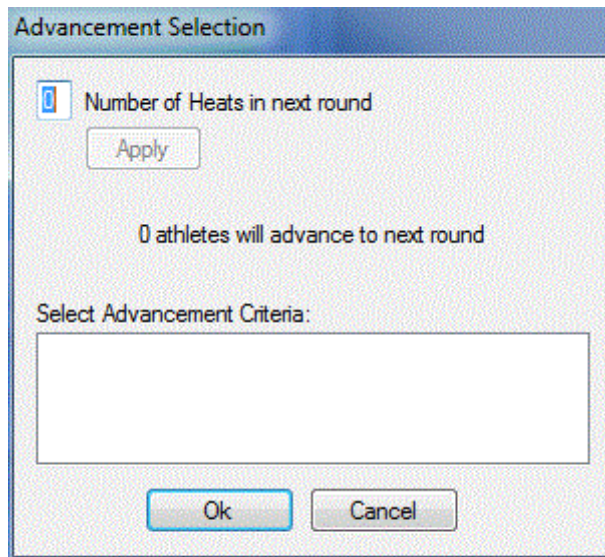 Advancement Selection
0 Number of Heats in next round
Apply
0 athletes will advance to next round
Select Advancement Criteria:
Ok Cancel